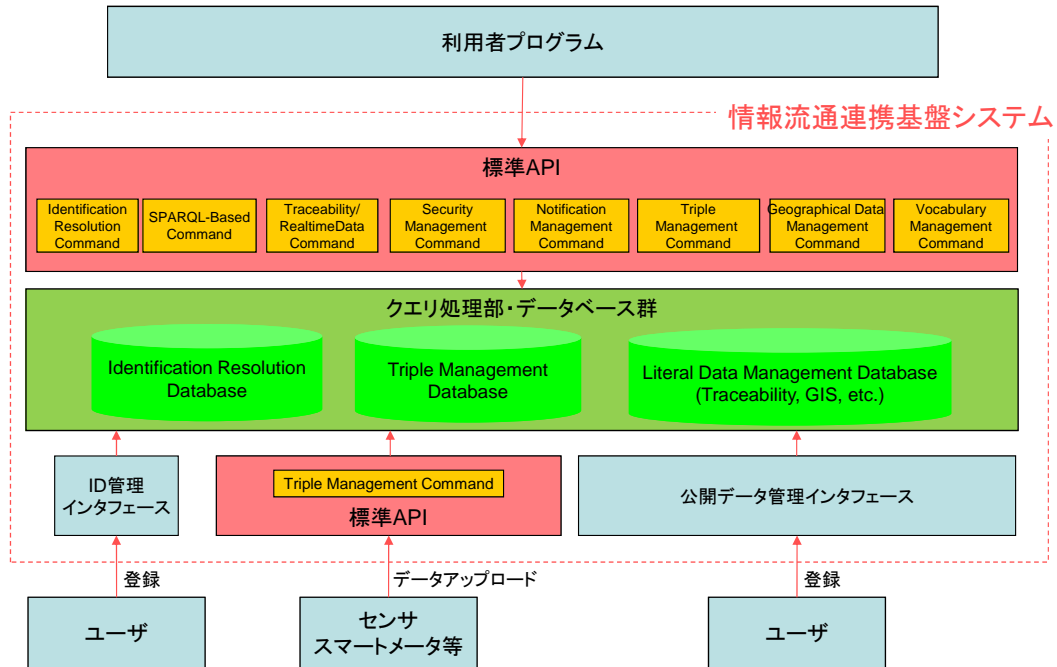 利用者プログラム
情報流通連携基盤システム
標準API
Identification
Resolution
Command
SPARQL-Based
Command
Traceability/
RealtimeData
Command
Security
Management
Command
Notification
Management
Command
Triple
Management
Command
Geographical Data
Management
Command
Vocabulary
Management
Command
クエリ処理部・データベース群
Identification Resolution
Database
Triple Management
Database
Literal Data Management Database
(Traceability, GIS, etc.)
ID管理
インタフェース
Triple Management Command
標準API
公開データ管理インタフェース
登録
データアップロード
登録
ユーザ
センサ
スマートメータ等
ユーザ